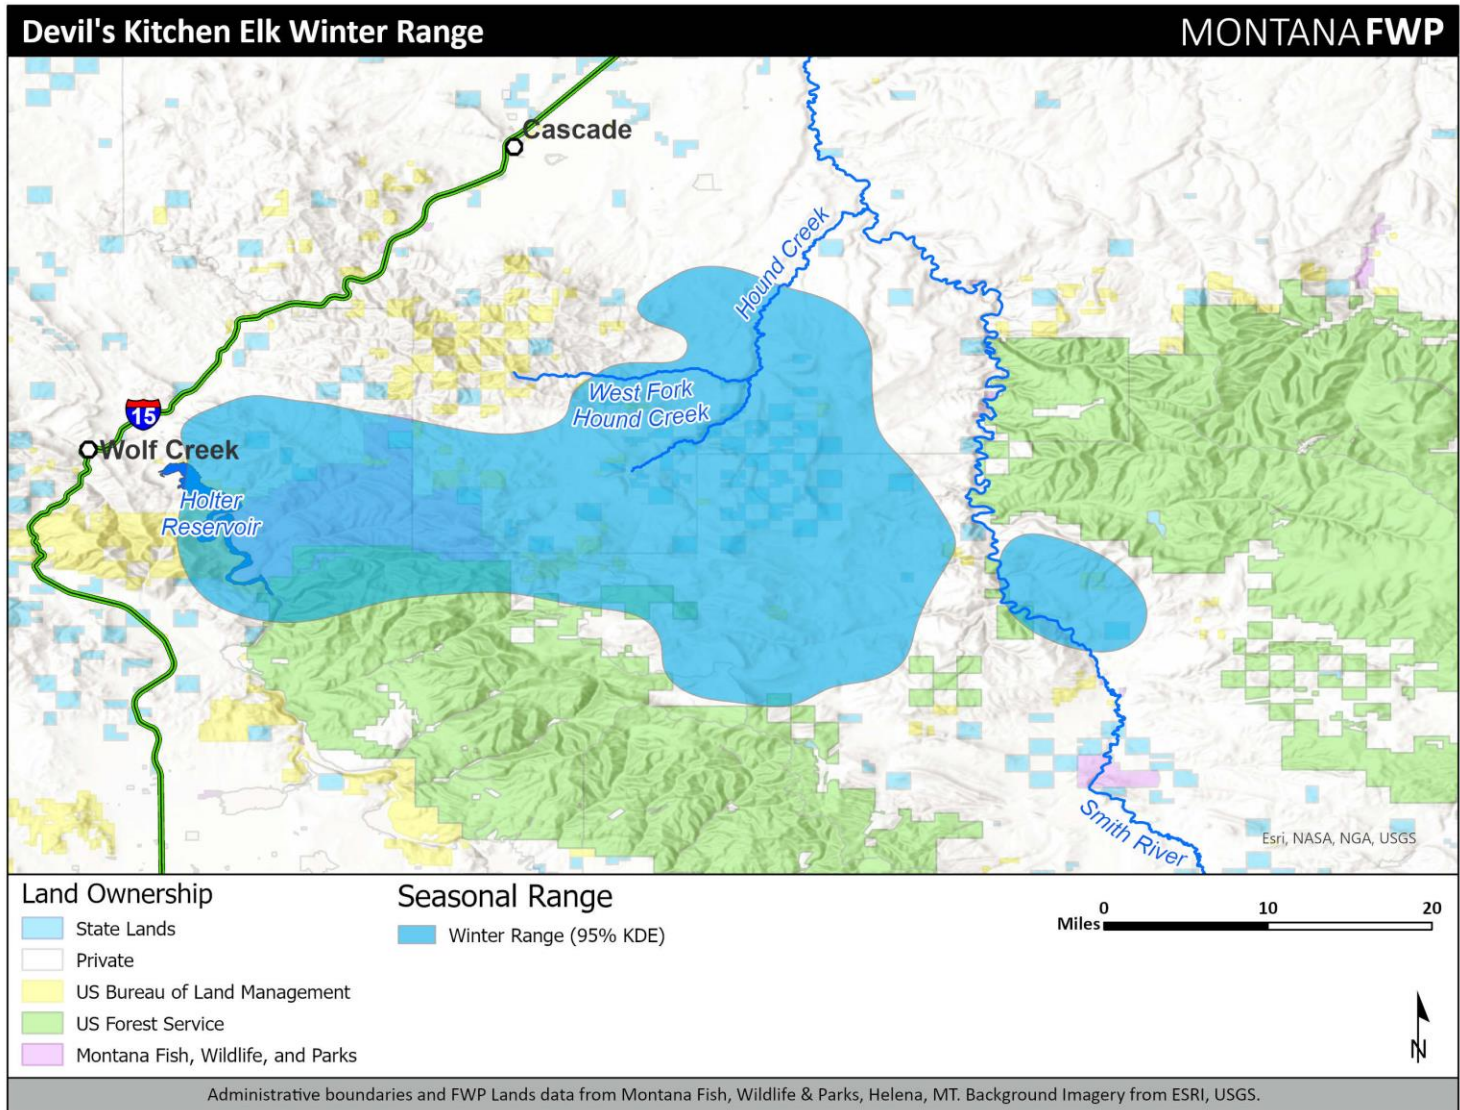 Devil's Kitchen Elk Winter Range
MONTANA FWP
Cascade
Hound Creek
West Fork
Hound Creek
15
Wolf Creek
Holter
Reservoir
Smith River
Esri, NASA, NGA, USGS
Land Ownership
State Lands
Private
US Bureau of Land Management
US Forest Service
Montana Fish, Wildlife, and Parks
Seasonal Range
Winter Range (95% KDE)
0 10 20
Miles
N
Administrative boundaries and FWP Lands data from Montana Fish, Wildlife & Parks, Helena, MT. Background Imagery from ESRI, USGS.